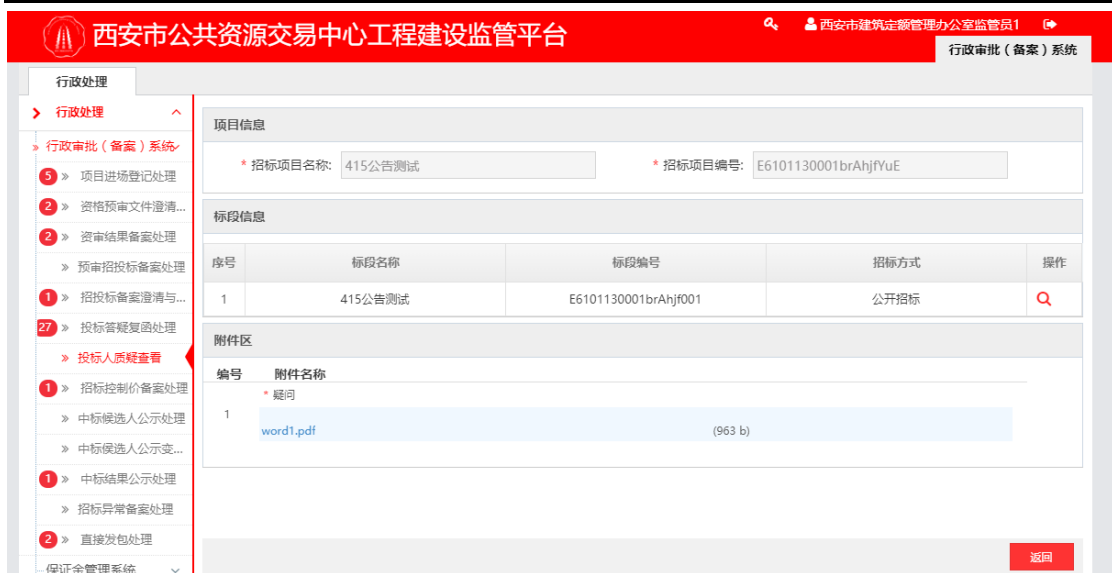 西安市公共资源交易中心工程建设监管平台
西安市建筑定额管理办公室监管员1
行政审批（备案）系统
行政处理
行政处理
行政审批（备案）系统
5 项目进场登记处理
2 资格预审文件澄清...
2 资审结果备案处理
预审招投标备案处理
1 招投标备案澄清与...
27 投标答疑复函处理
投标人质疑查看
1 招标控制价备案处理
中标候选人公示处理
中标侯选人公示变...
1 中标结果公示处理
招标异常备案处理
2 直接发包处理
保证金管理系统
项目信息
* 招标项目名称: 415公告测试 * 招标项目编号: E6101130001brAhjfYuE
标段信息
序号 标段名称 标段编号 招标方式 操作
1 415公告测试 E6101130001brAhjf001 公开招标
附件区
编号 附件名称
* 疑问
1
word1.pdf (963 b)
返回